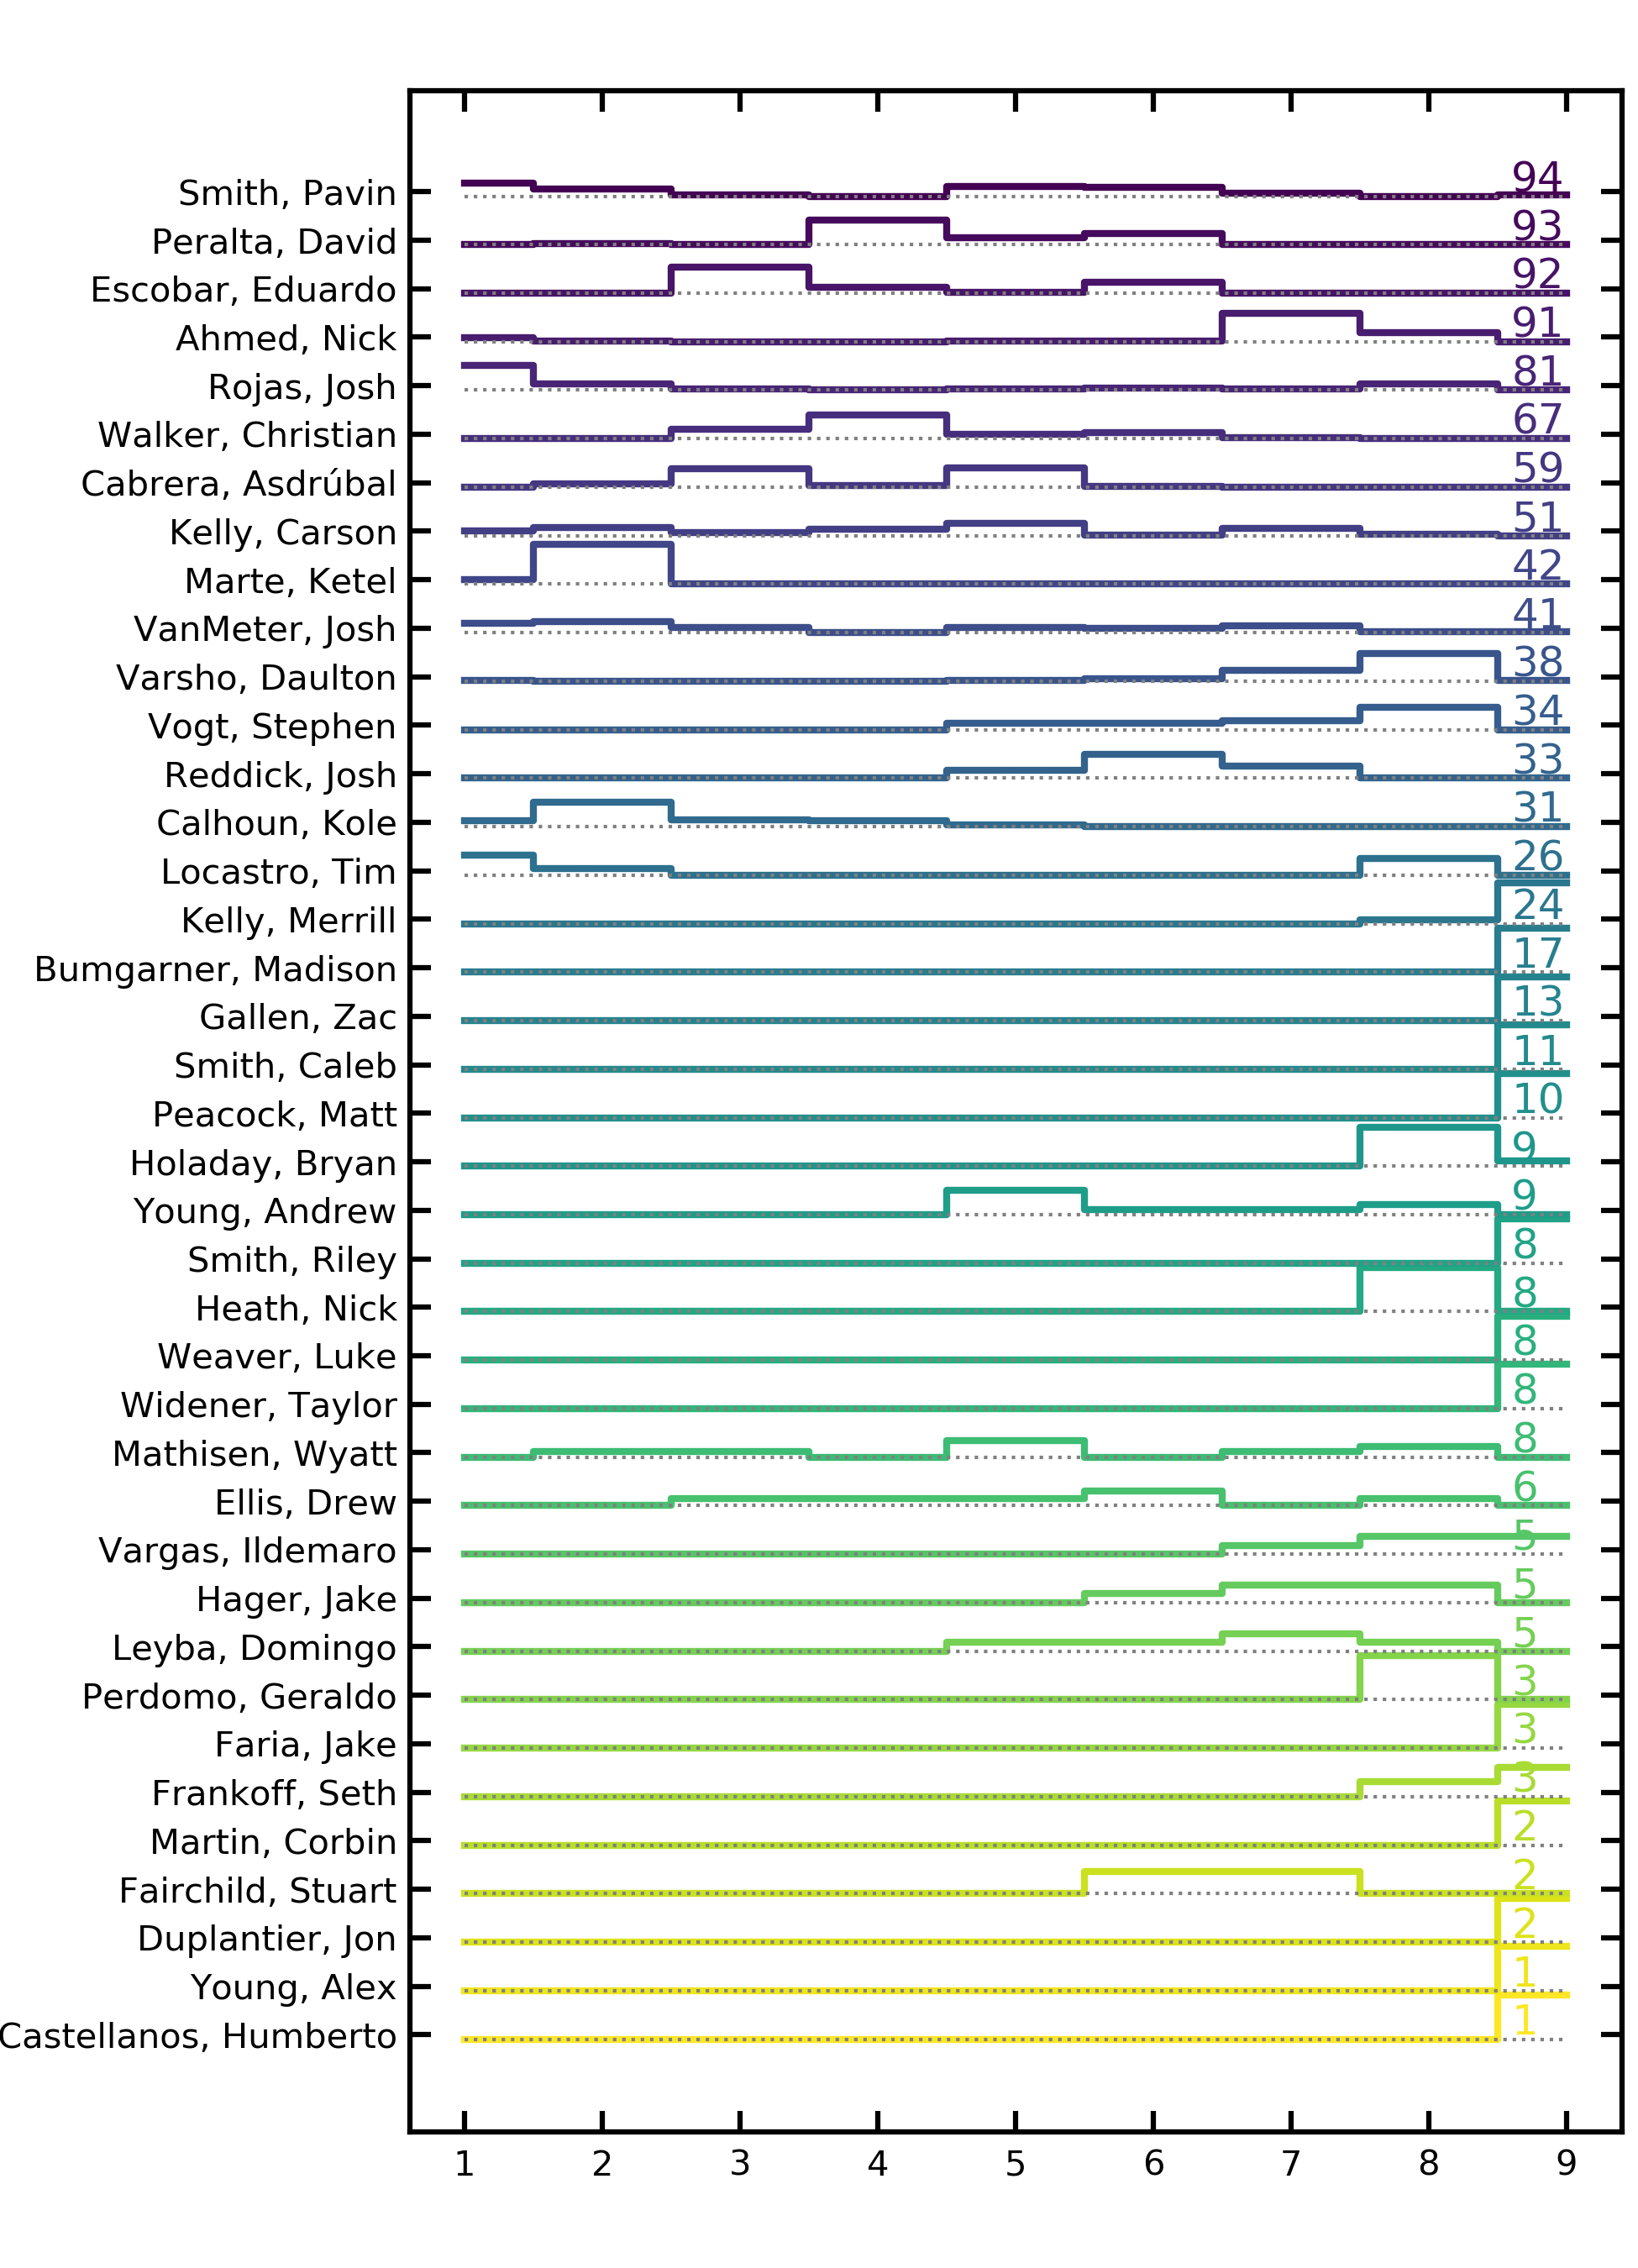 Smith, Pavin 94
Peralta, David 93
Escobar, Eduardo 92
Ahmed, Nick 91
Rojas, Josh 81
Walker, Christian 67
Cabrera, Asdrúbal 59
Kelly, Carson 51
Marte, Ketel 42
VanMeter, Josh 41
Varsho, Daulton 38
Vogt, Stephen 34
Reddick, Josh 33
Calhoun, Kole 31
Locastro, Tim 26
Kelly, Merrill 24
Bumgarner, Madison 17
Gallen, Zac 13
Smith, Caleb 11
Peacock, Matt 10
Holaday, Bryan 9
Young, Andrew 9
Smith, Riley 8
Heath, Nick 8
Weaver, Luke 8
Widener, Taylor 8
Mathisen, Wyatt 8
Ellis, Drew 6
Vargas, Ildemaro 5
Hager, Jake 5
Leyba, Domingo 5
Perdomo, Geraldo 3
Faria, Jake 3
Frankoff, Seth 3
Martin, Corbin 2
Fairchild, Stuart 2
Duplantier, Jon 2
Young, Alex 1
Castellanos, Humberto 1
1 2 3 4 5 6 7 8 9